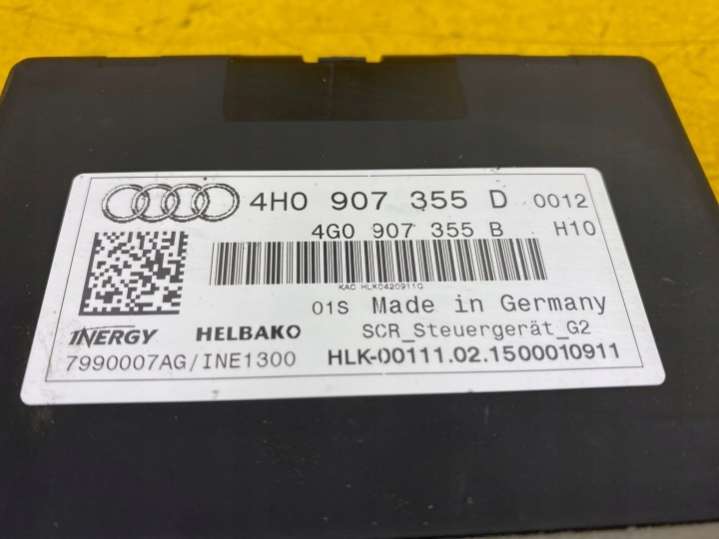 4H0 907 355 D 0012
4G0 907 355 B H10
KAC HLK0420911G
01S Made in Germany
INERGY HELBAKO SCR_Steuergerät_G2
7990007AG/INE1300 HLK-00111.02.1500010911